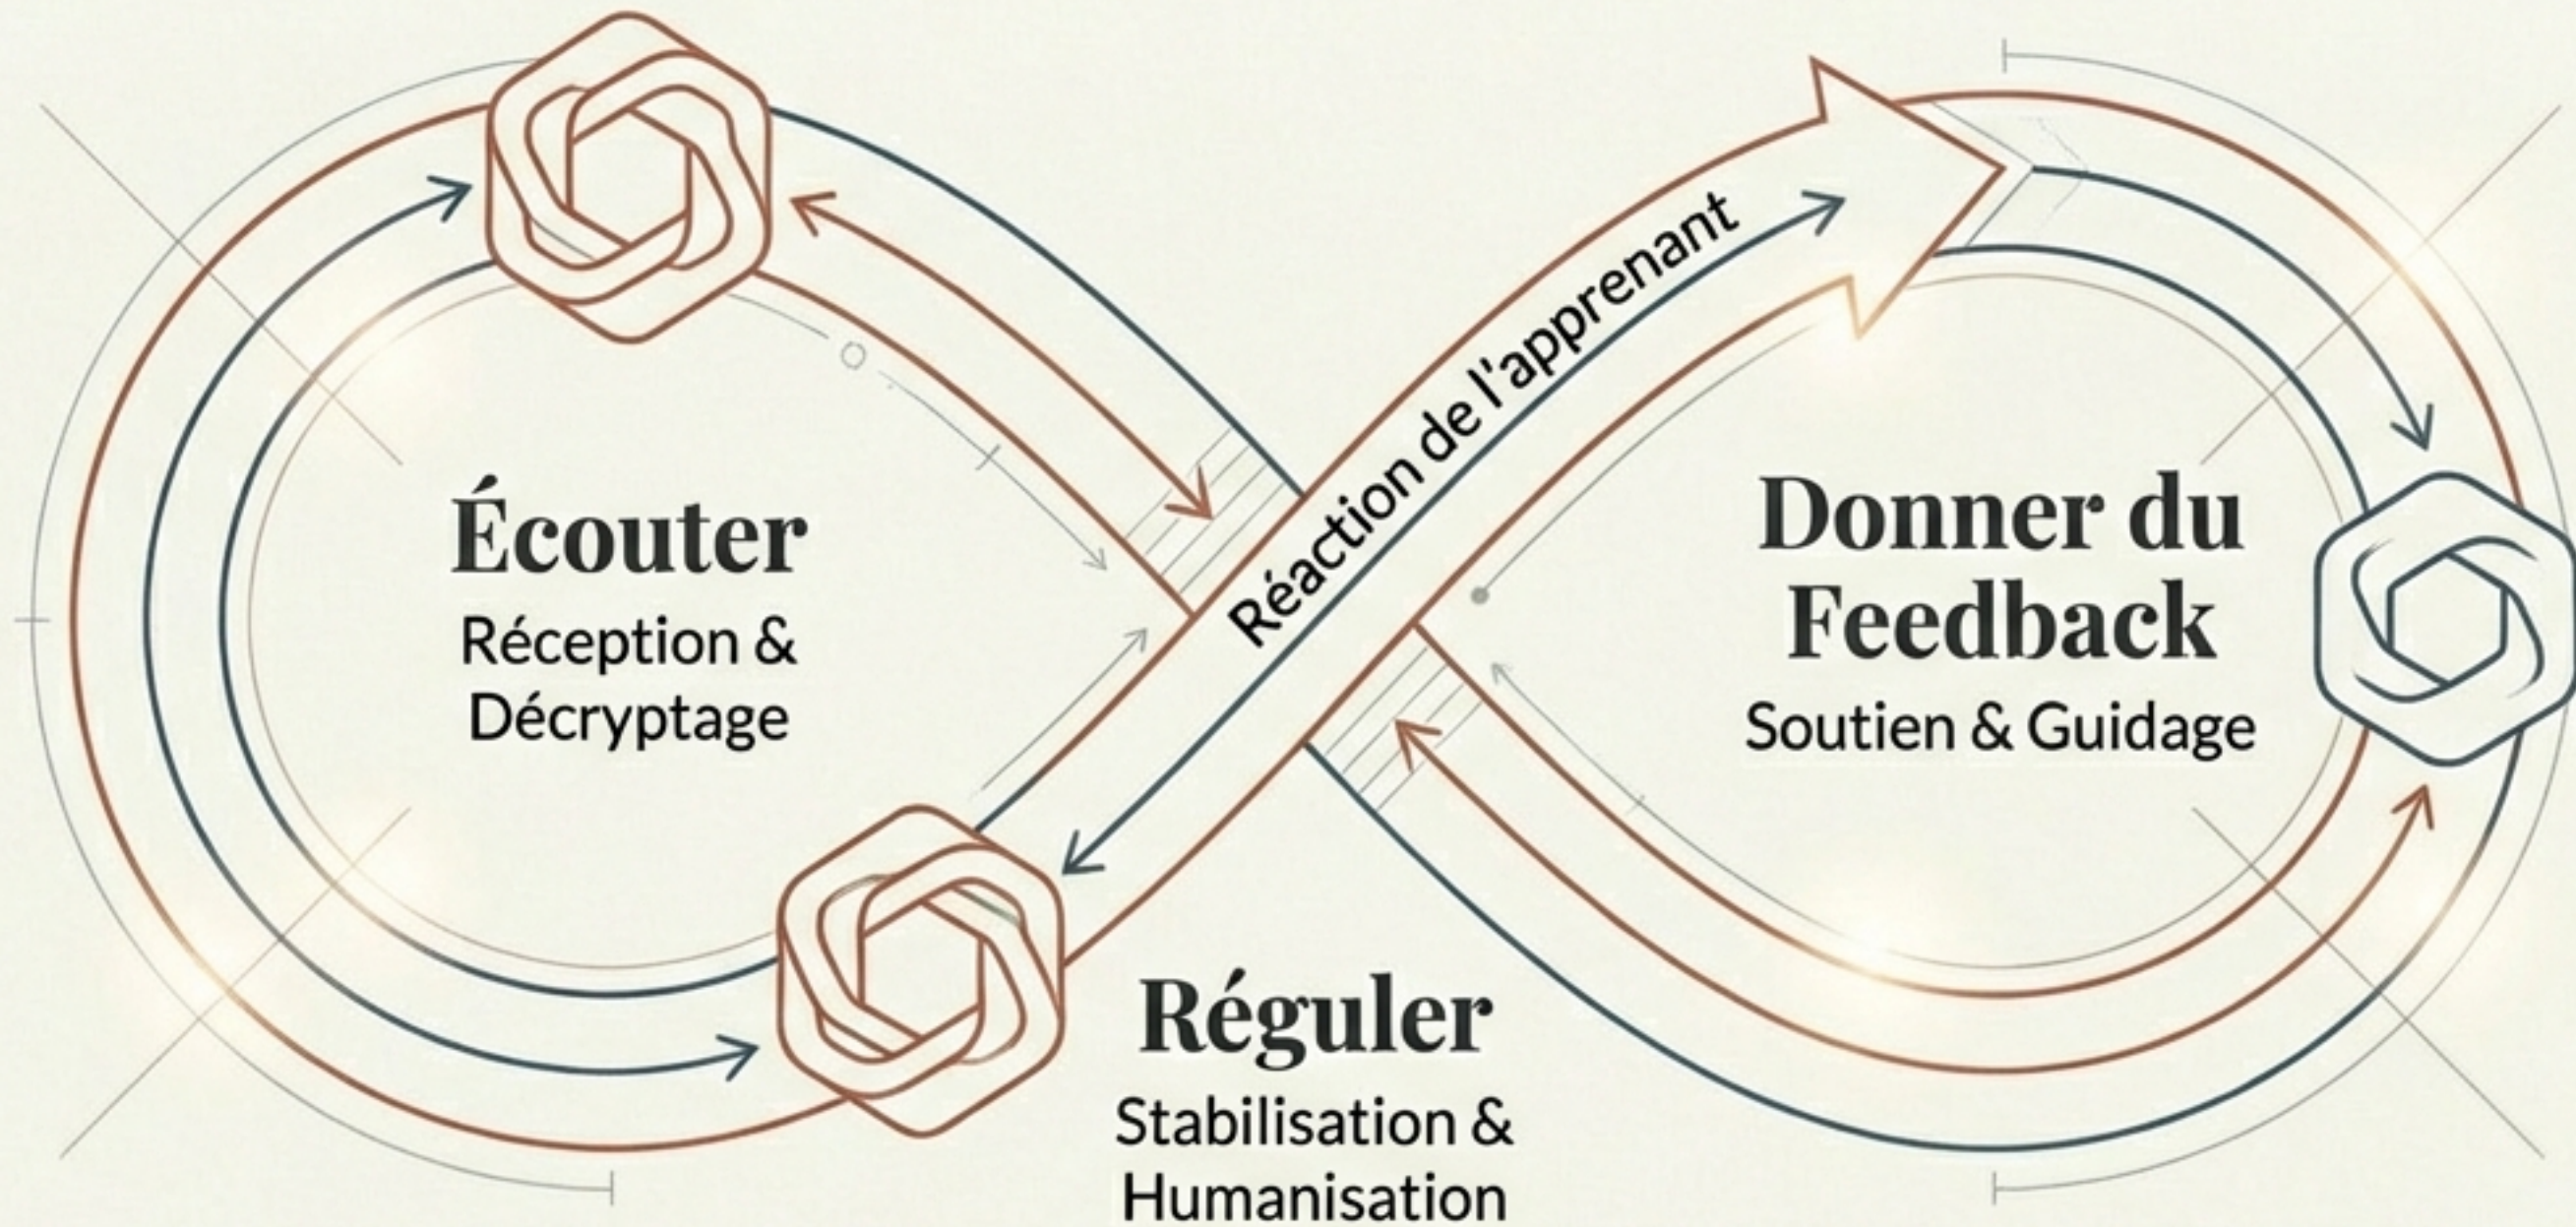 Écouter
Réception &
Décryptage
Réaction de l'apprenant
Donner du
Feedback
Soutien & Guidage
Réguler
Stabilisation &
Humanisation